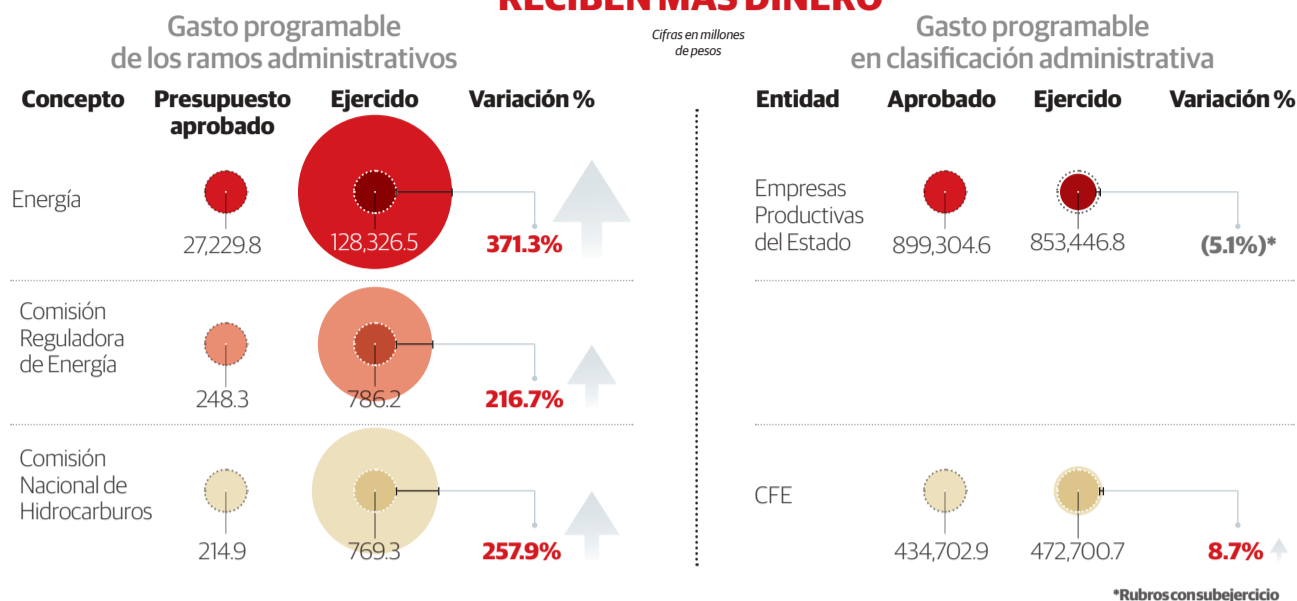 RECIBEN MÁS DINERO
Cifras en millones
de pesos
Gasto programable
de los ramos administrativos
Concepto Presupuesto aprobado Ejercido Variación %
Energía 27,229.8 128,326.5 371.3%
Comisión
Reguladora
de Energía
248.3 786.2 216.7%
Comisión
Nacional de
Hidrocarburos
214.9 769.3 257.9%
Gasto programable
en clasificación administrativa
Entidad Aprobado Ejercido Variación %
Empresas
Productivas
del Estado
899,304.6 853,446.8 (5.1%)*
CFE 434,702.9 472,700.7 8.7%
*Rubros con subejercicio